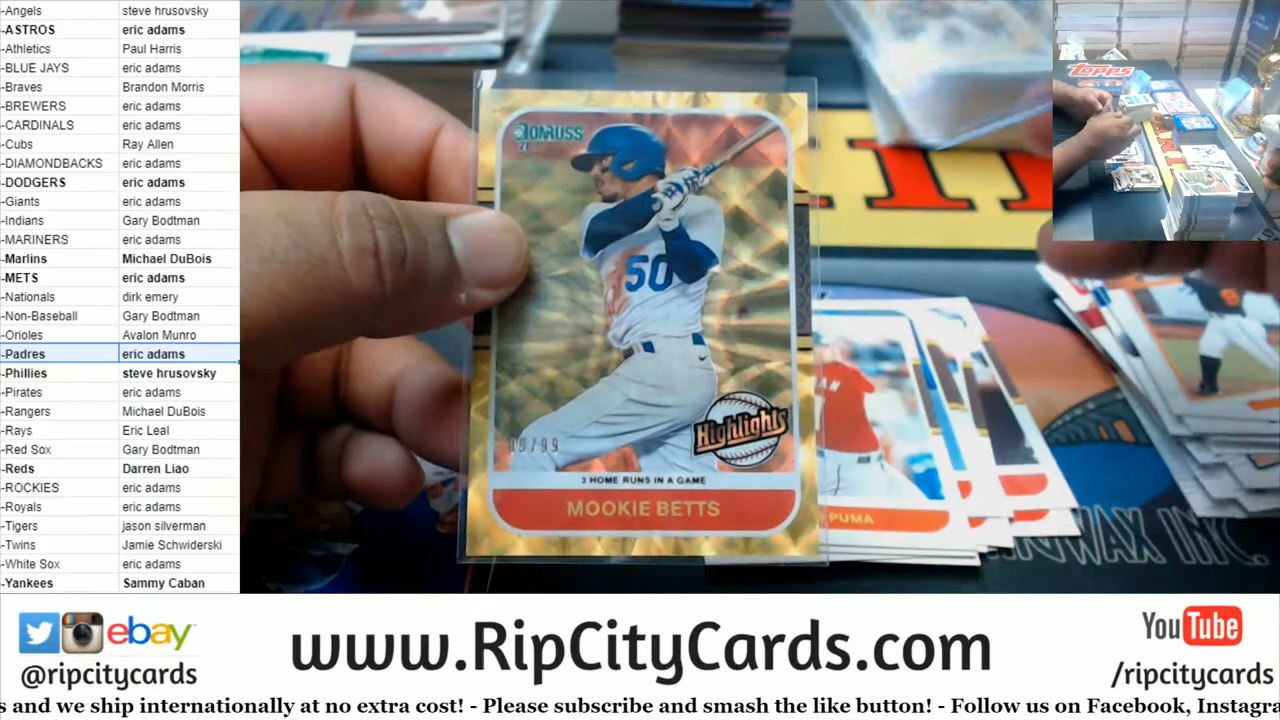 -Angels steve hrusovsky
-ASTROS eric adams
-Athletics Paul Harris
-BLUE JAYS eric adams
-Braves Brandon Morris
-BREWERS eric adams
-CARDINALS eric adams
-Cubs Ray Allen
-DIAMONDBACKS eric adams
-DODGERS eric adams
-Giants eric adams
-Indians Gary Bodtman
-MARINERS eric adams
-Marlins Michael DuBois
-METS eric adams
-Nationals dirk emery
-Non-Baseball Gary Bodtman
-Orioles Avalon Munro
-Padres eric adams
-Phillies steve hrusovsky
-Pirates eric adams
-Rangers Michael DuBois
-Rays Eric Leal
-Red Sox Gary Bodtman
-Reds Darren Liao
-ROCKIES eric adams
-Royals eric adams
-Tigers jason silverman
-Twins Jamie Schwiderski
-White Sox eric adams
-Yankees Sammy Caban
DONRUSS
50
Highlights
/99
3 HOME RUNS IN A GAME
MOOKIE BETTS
PUMA
WAX INC.
Topps
ebay
@ripcitycards
www.RipCityCards.com
YouTube
/ripcitycards
s and we ship internationally at no extra cost! - Please subscribe and smash the like button! - Follow us on Facebook, Instagra